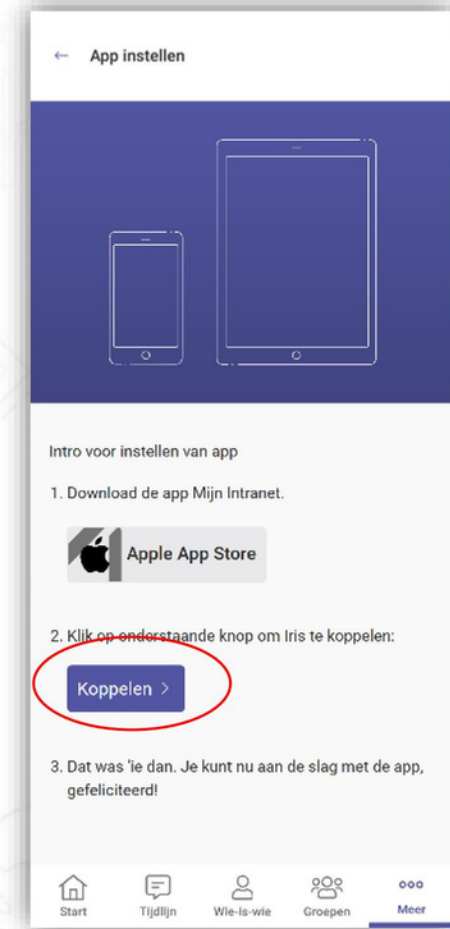 ← App instellen
Intro voor instellen van app
1. Download de app Mijn Intranet.
Apple App Store
2. Klik op onderstaande knop om Iris te koppelen:
Koppelen >
3. Dat was 'ie dan. Je kunt nu aan de slag met de app,
gefeliciteerd!
Start Tijdlijn Wie-is-wie Groepen Meer